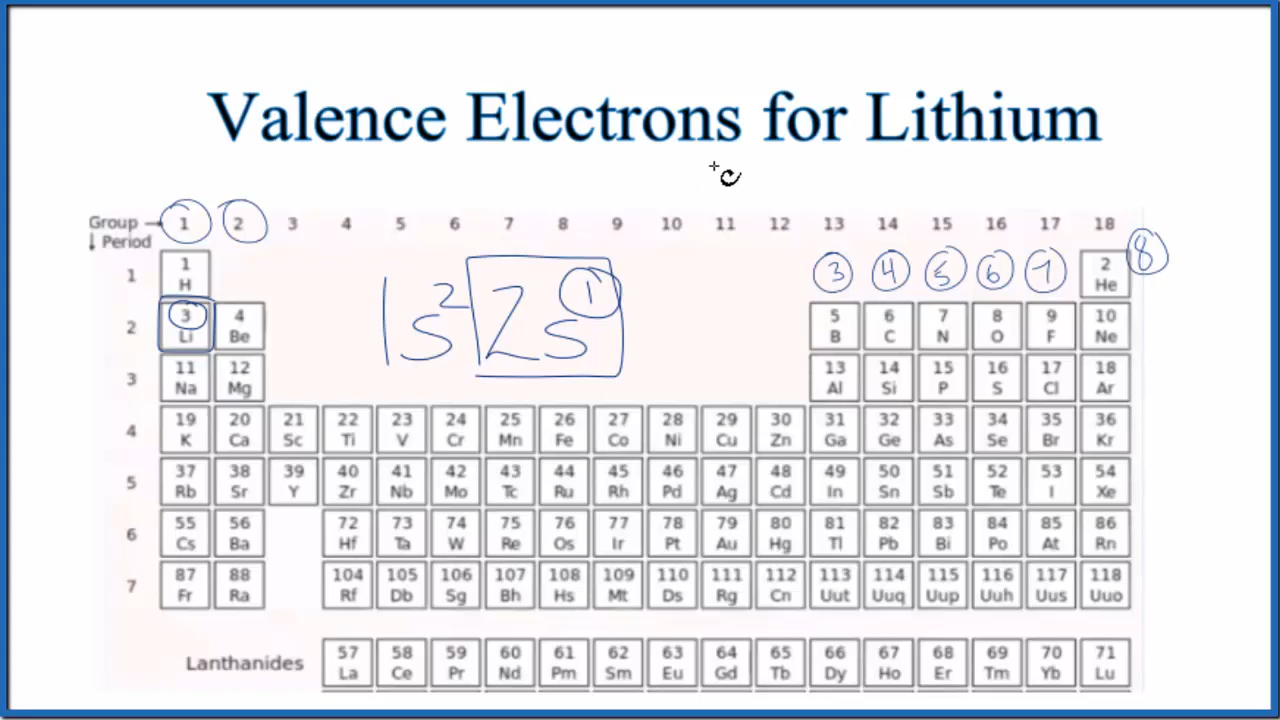 Valence Electrons for Lithium
Group → 1 2 3 4 5 6 7 8 9 10 11 12 13 14 15 16 17 18
↓ Period
3 4 5 6 7 8
1 1 2
H He
1s² 2s¹
2 3 4 5 6 7 8 9 10
Li Be B C N O F Ne
3 11 12 13 14 15 16 17 18
Na Mg Al Si P S Cl Ar
4 19 20 21 22 23 24 25 26 27 28 29 30 31 32 33 34 35 36
K Ca Sc Ti V Cr Mn Fe Co Ni Cu Zn Ga Ge As Se Br Kr
5 37 38 39 40 41 42 43 44 45 46 47 48 49 50 51 52 53 54
Rb Sr Y Zr Nb Mo Tc Ru Rh Pd Ag Cd In Sn Sb Te I Xe
6 55 56 72 73 74 75 76 77 78 79 80 81 82 83 84 85 86
Cs Ba Hf Ta W Re Os Ir Pt Au Hg Tl Pb Bi Po At Rn
7 87 88 104 105 106 107 108 109 110 111 112 113 114 115 116 117 118
Fr Ra Rf Db Sg Bh Hs Mt Ds Rg Cn Uut Uuq Uup Uuh Uus Uuo
Lanthanides 57 58 59 60 61 62 63 64 65 66 67 68 69 70 71
La Ce Pr Nd Pm Sm Eu Gd Tb Dy Ho Er Tm Yb Lu